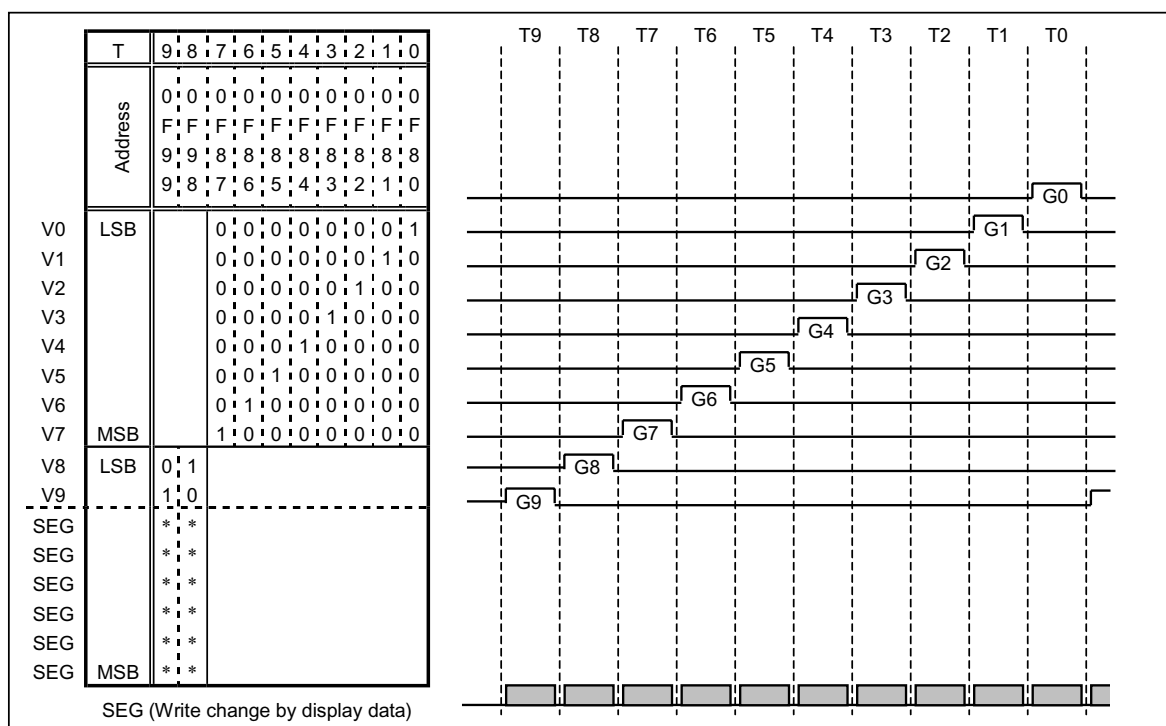 T 9 8 7 6 5 4 3 2 1 0
Address
0 0 0 0 0 0 0 0 0 0
F F F F F F F F F F
9 9 8 8 8 8 8 8 8 8
9 8 7 6 5 4 3 2 1 0
V0 LSB 0 0 0 0 0 0 0 1
V1 0 0 0 0 0 0 1 0
V2 0 0 0 0 0 1 0 0
V3 0 0 0 0 1 0 0 0
V4 0 0 0 1 0 0 0 0
V5 0 0 1 0 0 0 0 0
V6 0 1 0 0 0 0 0 0
V7 MSB 1 0 0 0 0 0 0 0
V8 LSB 0 1
V9 1 0
SEG * *
SEG * *
SEG * *
SEG * *
SEG * *
SEG MSB * *
SEG (Write change by display data)
T9 T8 T7 T6 T5 T4 T3 T2 T1 T0
G0
G1
G2
G3
G4
G5
G6
G7
G8
G9